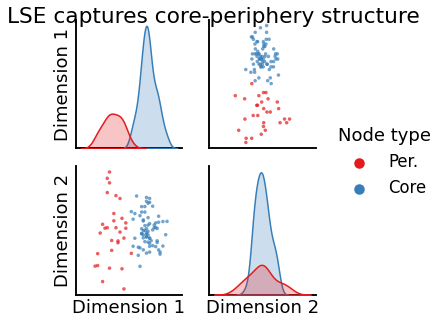 LSE captures core-periphery structure
Dimension 1
Node type
Per.
Core
Dimension 2
Dimension 1
Dimension 2